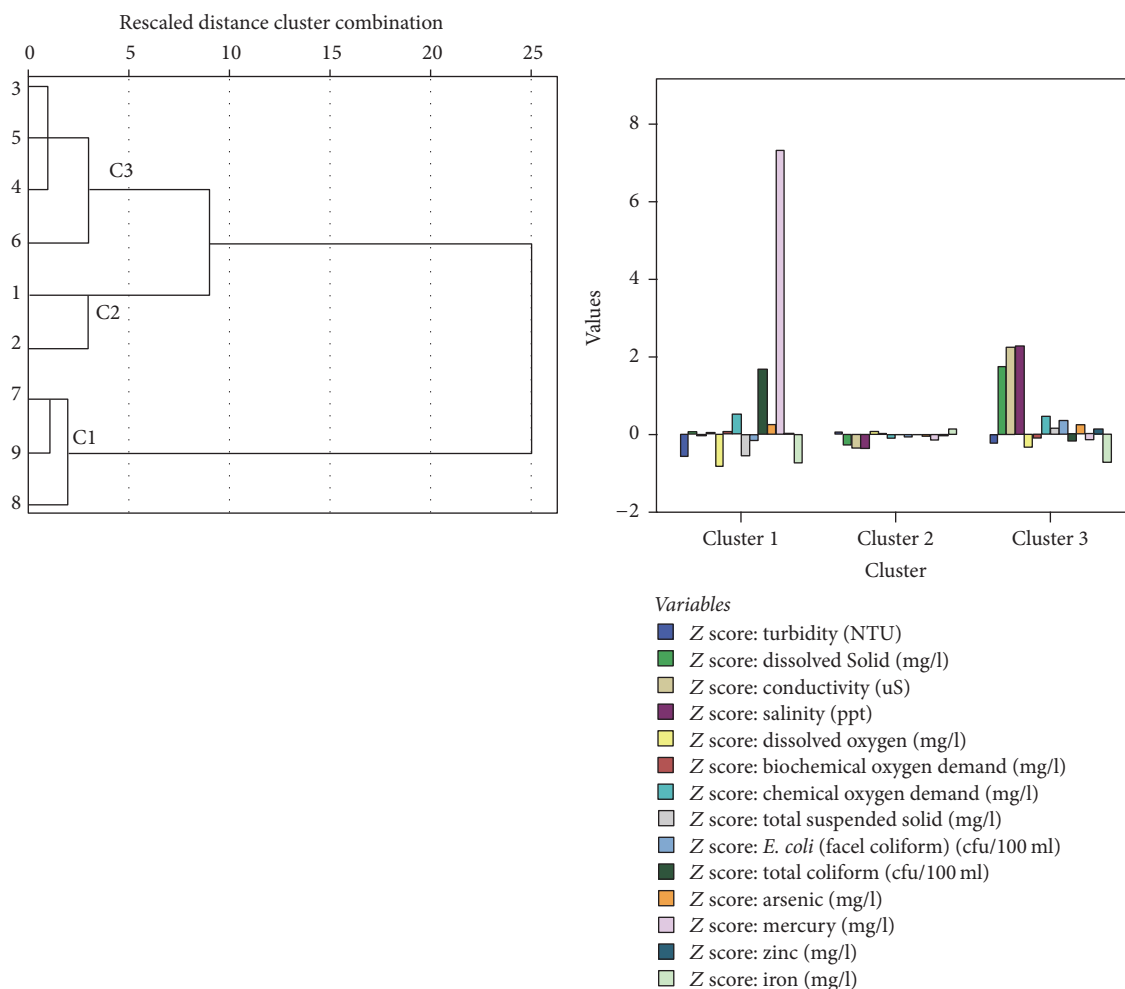 Rescaled distance cluster combination
0 5 10 15 20 25
3
5
C3
4
6
1
C2
2
7
C1
9
8
8
6
4
2
0
−2
Values
Cluster 1 Cluster 2 Cluster 3
Cluster
Variables
Z score: turbidity (NTU)
Z score: dissolved Solid (mg/l)
Z score: conductivity (uS)
Z score: salinity (ppt)
Z score: dissolved oxygen (mg/l)
Z score: biochemical oxygen demand (mg/l)
Z score: chemical oxygen demand (mg/l)
Z score: total suspended solid (mg/l)
Z score: E. coli (facel coliform) (cfu/100 ml)
Z score: total coliform (cfu/100 ml)
Z score: arsenic (mg/l)
Z score: mercury (mg/l)
Z score: zinc (mg/l)
Z score: iron (mg/l)